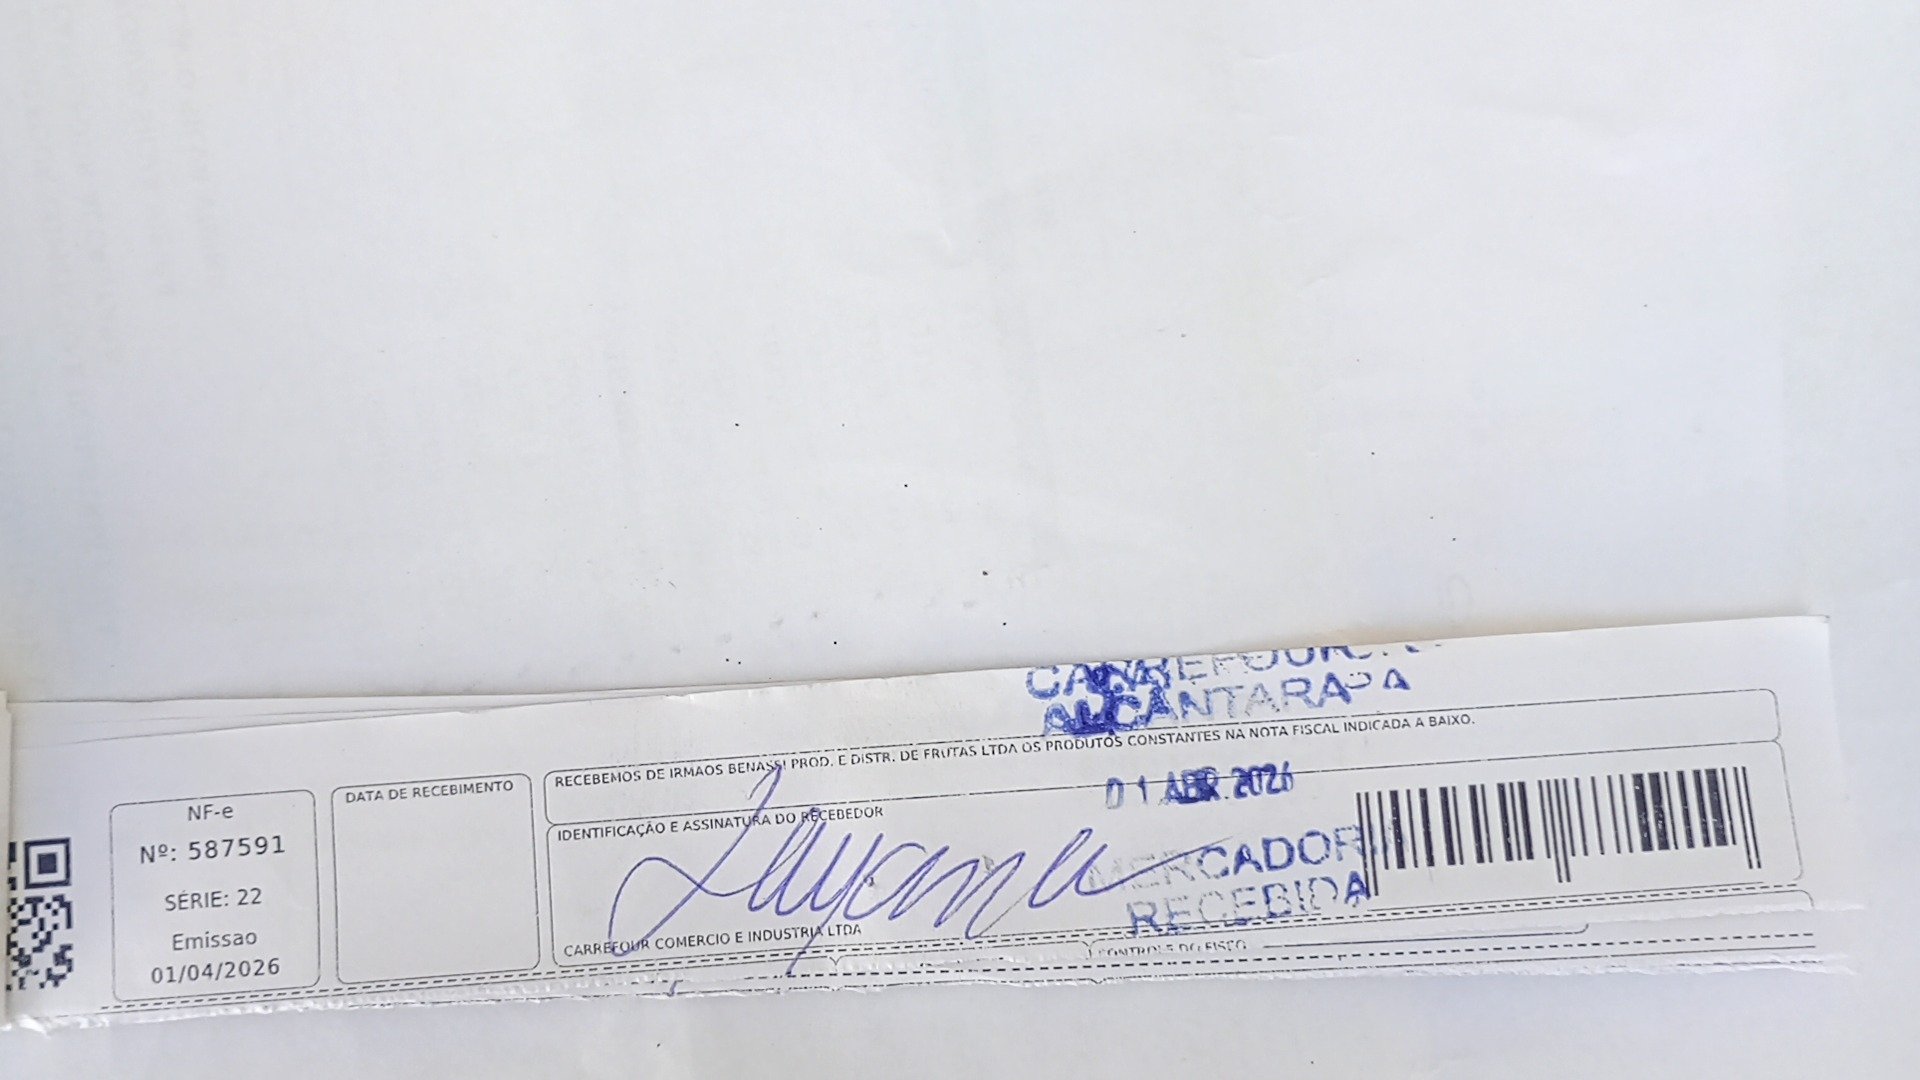 CARREFOUR
ALCANTARA
NF-e
Nº: 587591
SÉRIE: 22
Emissao
01/04/2026
DATA DE RECEBIMENTO
RECEBEMOS DE IRMAOS BENASSI PROD. E DISTR. DE FRUTAS LTDA OS PRODUTOS CONSTANTES NA NOTA FISCAL INDICADA A BAIXO.
01 ABR 2026
IDENTIFICAÇÃO E ASSINATURA DO RECEBEDOR
MERCADORIA
RECEBIDA
CARREFOUR COMERCIO E INDUSTRIA LTDA
CONTROLE DO FISCO